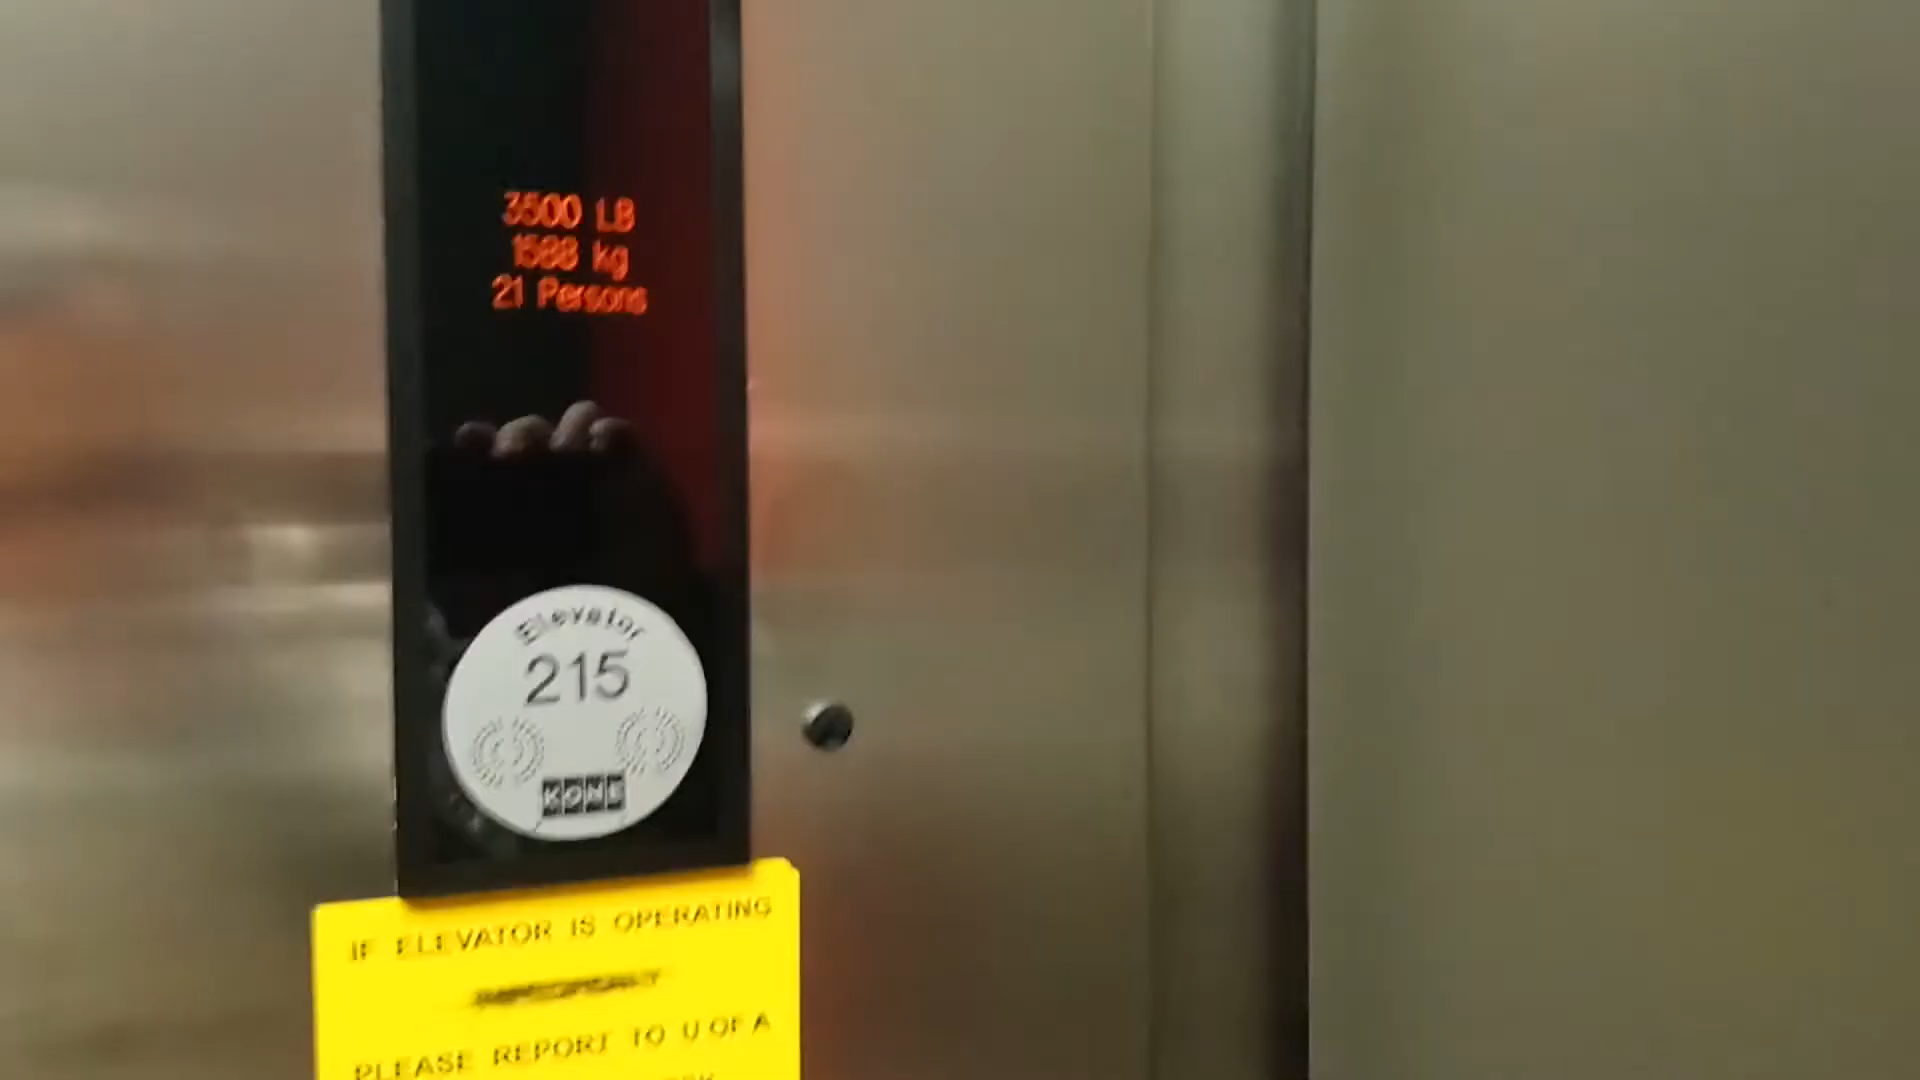 3500 LB
1588 kg
21 Persons
Elevator
215
KONE
IF ELEVATOR IS OPERATING
PLEASE REPORT TO U OF A